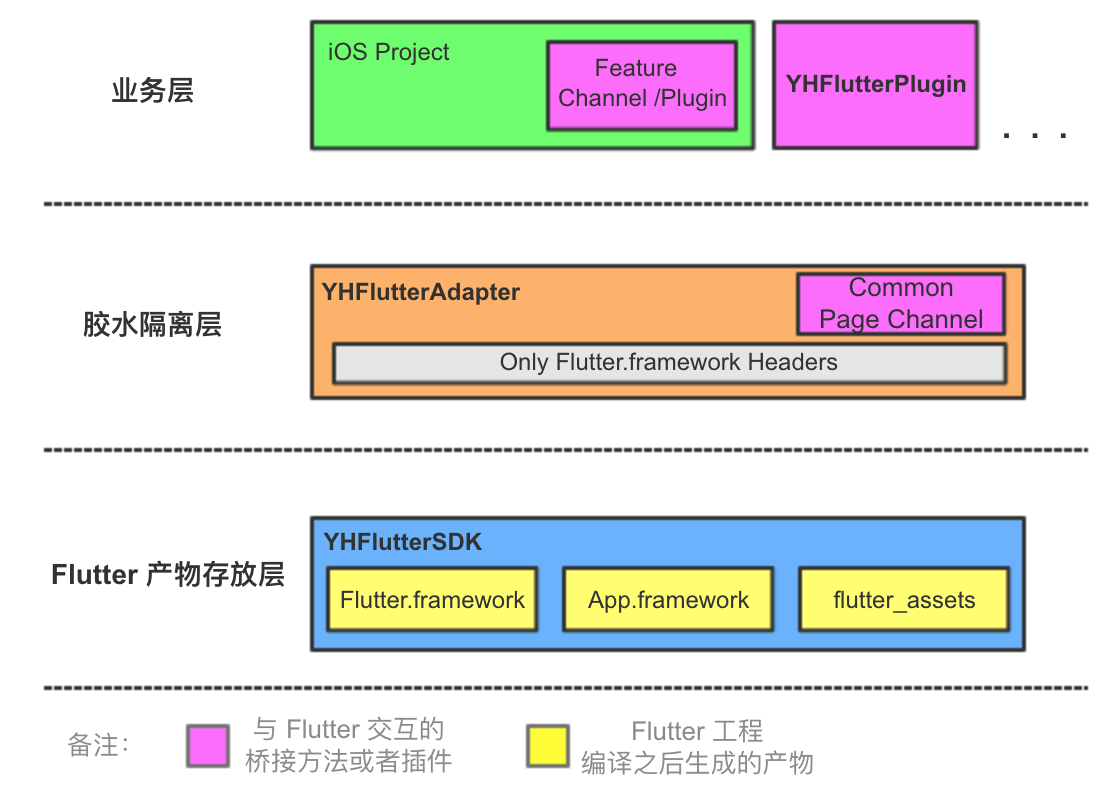 业务层
iOS Project
Feature
Channel /Plugin
YHFlutterPlugin
. . .
胶水隔离层
YHFlutterAdapter
Common
Page Channel
Only Flutter.framework Headers
Flutter 产物存放层
YHFlutterSDK
Flutter.framework
App.framework
flutter_assets
备注：
与 Flutter 交互的
桥接方法或者插件
Flutter 工程
编译之后生成的产物